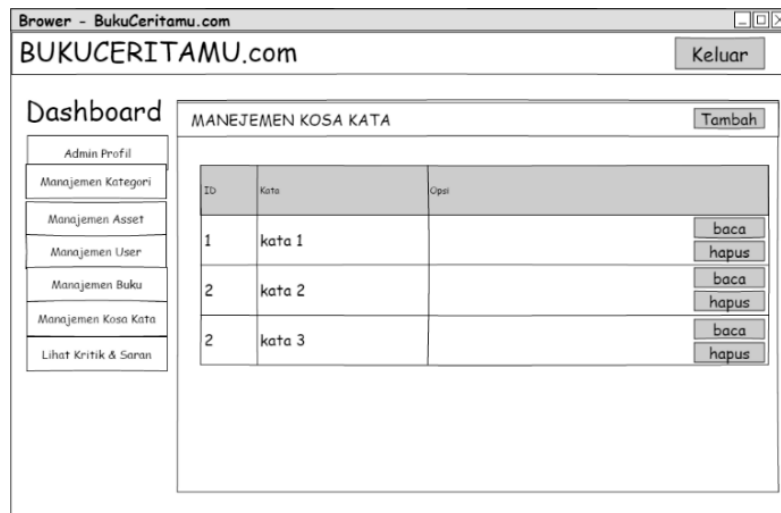 Brower - BukuCeritamu.com
BUKUCERITAMU.com
Keluar
Dashboard
Admin Profil
Manajemen Kategori
Manajemen Asset
Manajemen User
Manajemen Buku
Manajemen Kosa Kata
Lihat Kritik & Saran
MANEJEMEN KOSA KATA
Tambah
ID Kata Opsi
1 kata 1 baca
hapus
2 kata 2 baca
hapus
2 kata 3 baca
hapus